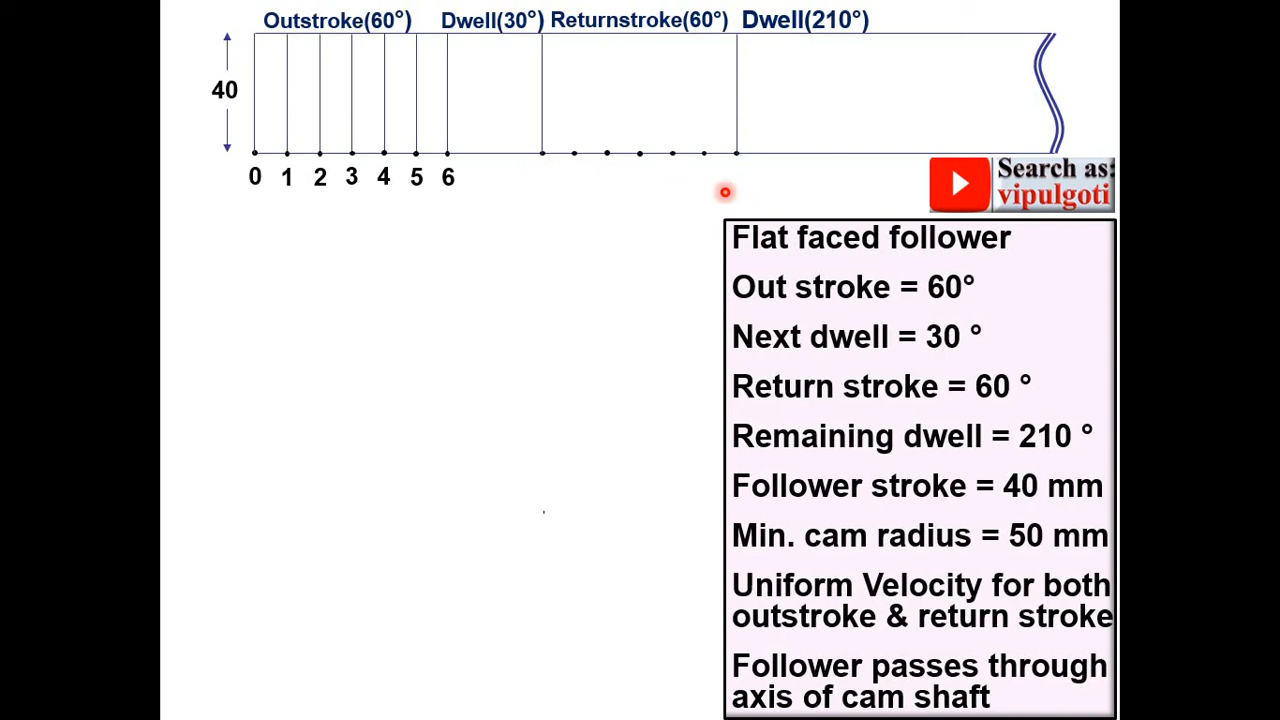 Outstroke(60°) Dwell(30°) Returnstroke(60°) Dwell(210°)
40
0 1 2 3 4 5 6
Search as:
vipulgoti
Flat faced follower
Out stroke = 60°
Next dwell = 30 °
Return stroke = 60 °
Remaining dwell = 210 °
Follower stroke = 40 mm
Min. cam radius = 50 mm
Uniform Velocity for both
outstroke & return stroke
Follower passes through
axis of cam shaft